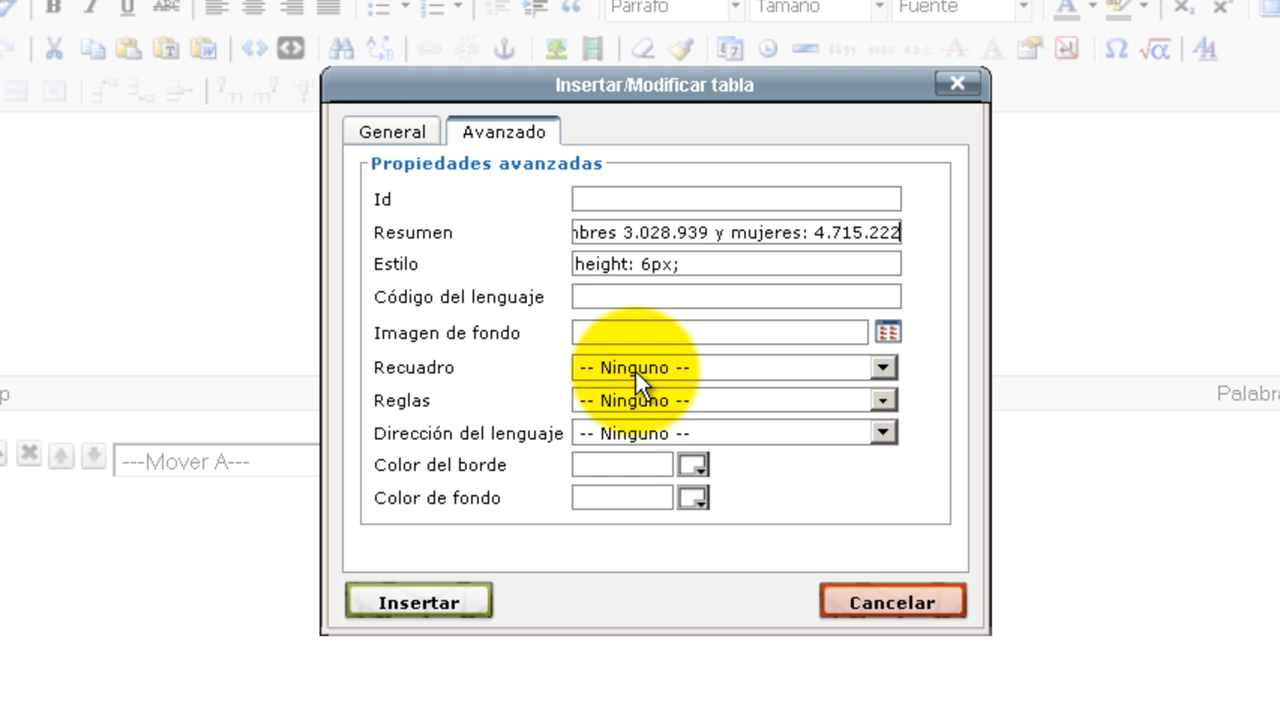 B I U ABC Párrafo Tamaño Fuente
Insertar/Modificar tabla
General Avanzado
Propiedades avanzadas
Id
Resumen nbres 3.028.939 y mujeres: 4.715.222
Estilo height: 6px;
Código del lenguaje
Imagen de fondo
Recuadro -- Ninguno --
Reglas -- Ninguno --
Dirección del lenguaje -- Ninguno --
Color del borde
Color de fondo
p Palabra
---Mover A---
Insertar Cancelar